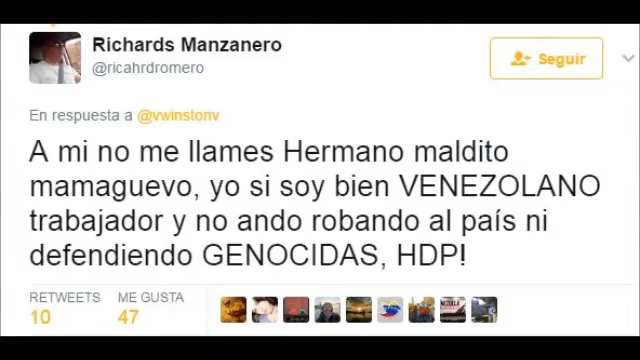 Richards Manzanero
@ricahrdromero
Seguir
En respuesta a @vwinstonv
A mi no me llames Hermano maldito
mamaguevo, yo si soy bien VENEZOLANO
trabajador y no ando robando al país ni
defendiendo GENOCIDAS, HDP!
RETWEETS ME GUSTA
10 47